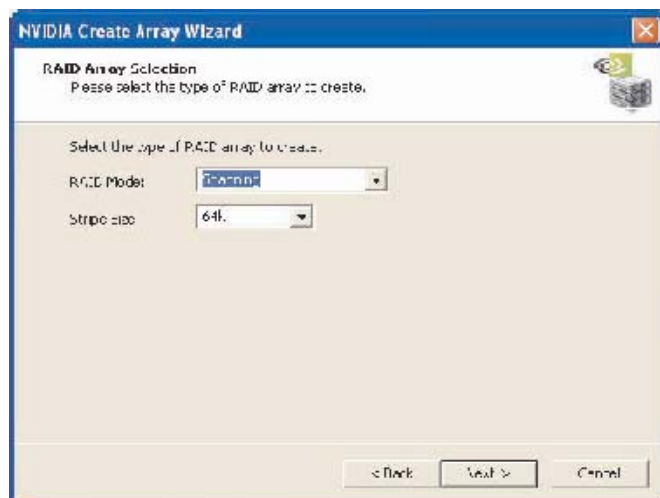 NVIDIA Create Array Wizard
RAID Array Selection
Please select the type of RAID array to create.
Select the type of RAID array to create.
RAID Mode:
Spanning
Stripe Size
64k
< Back
Next >
Cancel